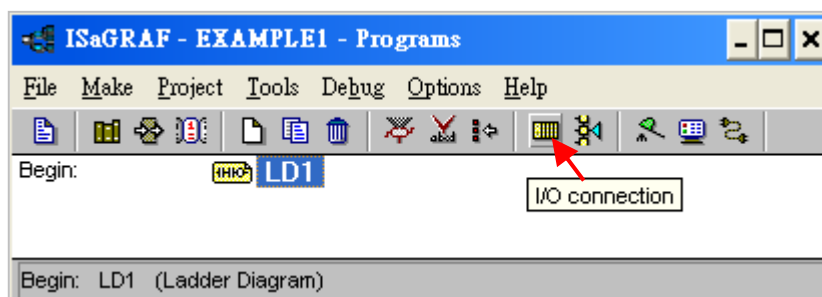 ISaGRAF - EXAMPLE1 - Programs
File Make Project Tools Debug Options Help
Begin: LD1
I/O connection
Begin: LD1 (Ladder Diagram)